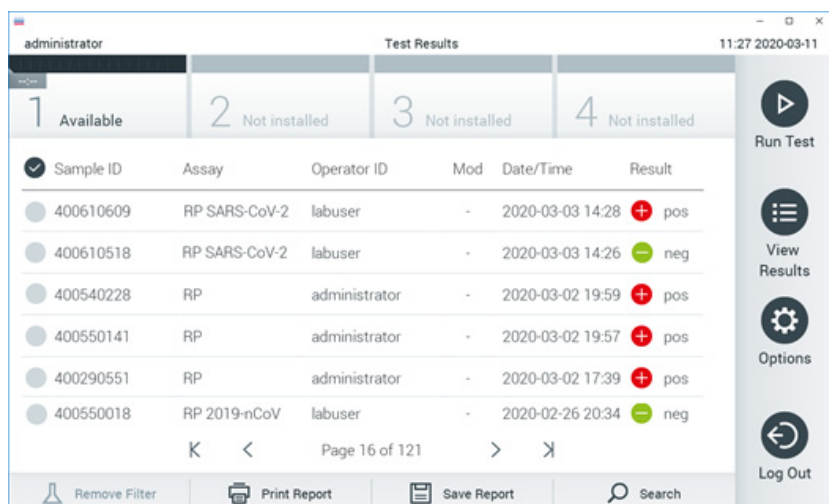 administrator Test Results 11:27 2020-03-11
--:--
1 Available 2 Not installed 3 Not installed 4 Not installed
Run Test
Sample ID Assay Operator ID Mod Date/Time Result
400610609 RP SARS-CoV-2 labuser - 2020-03-03 14:28 pos
400610518 RP SARS-CoV-2 labuser - 2020-03-03 14:26 neg
View
Results
400540228 RP administrator - 2020-03-02 19:59 pos
400550141 RP administrator - 2020-03-02 19:57 pos
Options
400290551 RP administrator - 2020-03-02 17:39 pos
400550018 RP 2019-nCoV labuser - 2020-02-26 20:34 neg
Page 16 of 121
Log Out
Remove Filter Print Report Save Report Search